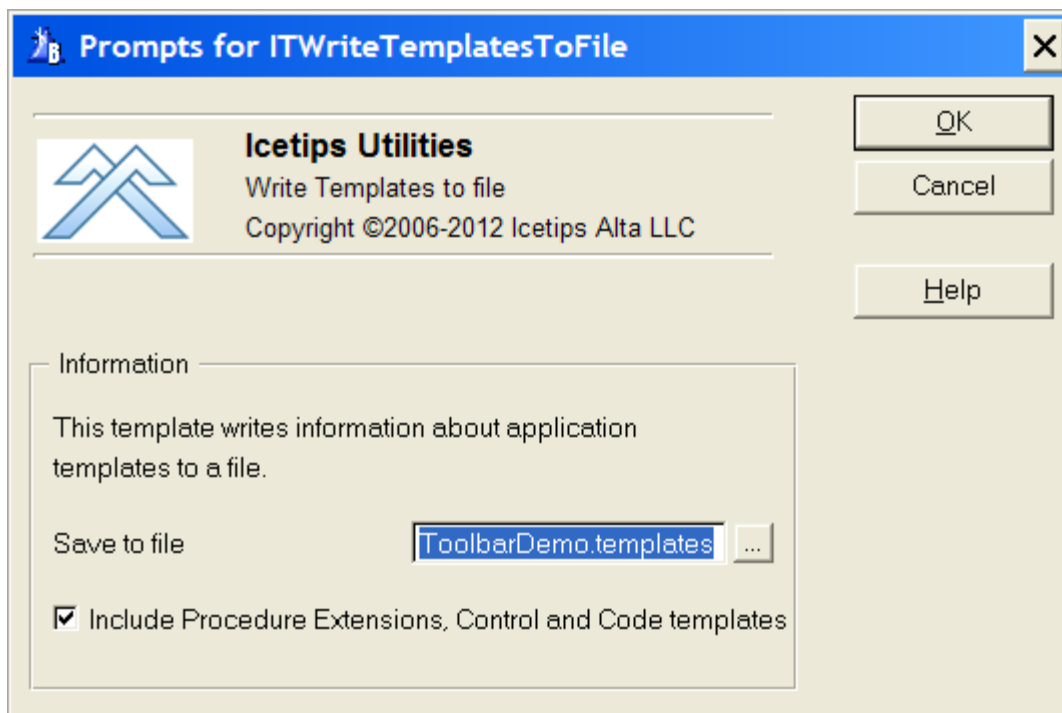 Prompts for ITWriteTemplatesToFile
Icetips Utilities
Write Templates to file
Copyright ©2006-2012 Icetips Alta LLC
OK
Cancel
Help
Information
This template writes information about application
templates to a file.
Save to file ToolbarDemo.templates ...
Include Procedure Extensions, Control and Code templates